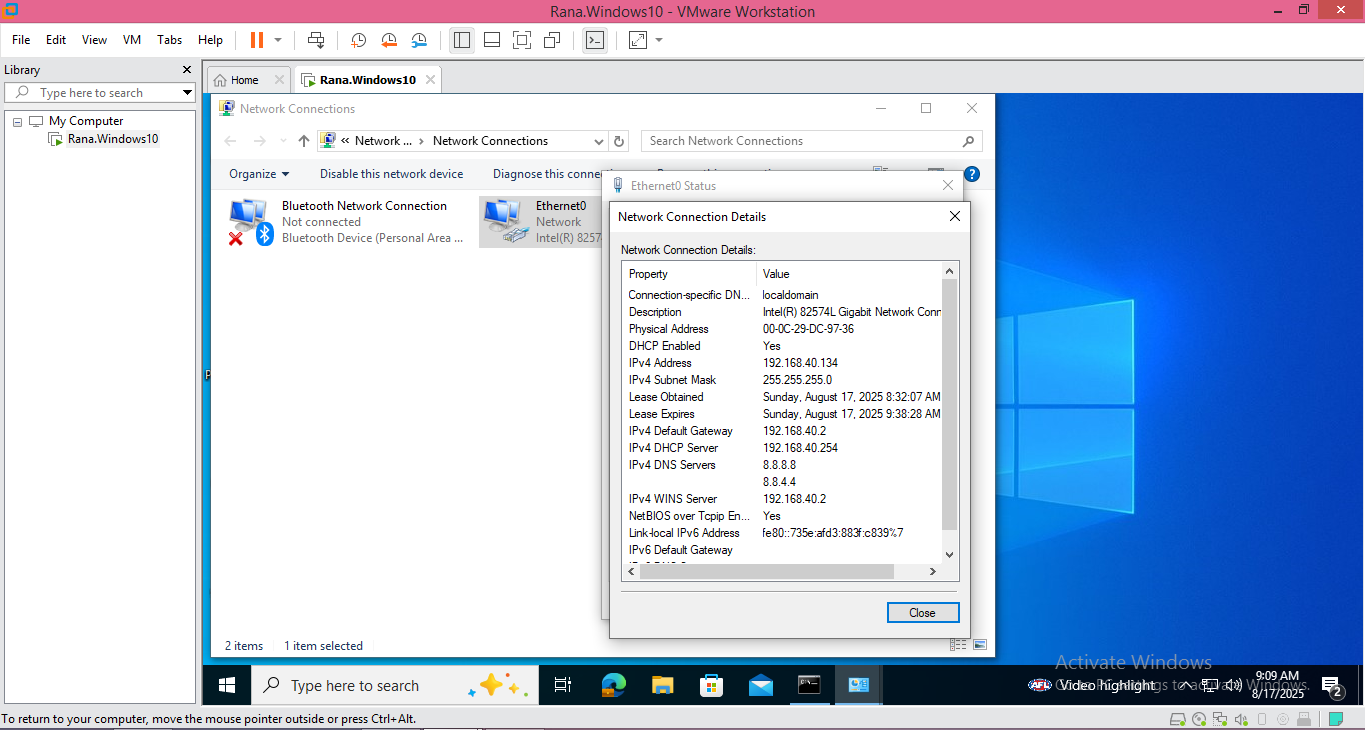 Rana.Windows10 - VMware Workstation
File Edit View VM Tabs Help
Library
Type here to search
My Computer
Rana.Windows10
Home
Rana.Windows10
Network Connections
« Network ... › Network Connections
Search Network Connections
Organize Disable this network device Diagnose this conne
Bluetooth Network Connection
Not connected
Bluetooth Device (Personal Area ...
Ethernet0
Network
Intel(R) 8257
Ethernet0 Status
Network Connection Details
Network Connection Details:
Property Value
Connection-specific DN... localdomain
Description Intel(R) 82574L Gigabit Network Conn
Physical Address 00-0C-29-DC-97-36
DHCP Enabled Yes
IPv4 Address 192.168.40.134
IPv4 Subnet Mask 255.255.255.0
Lease Obtained Sunday, August 17, 2025 8:32:07 AM
Lease Expires Sunday, August 17, 2025 9:38:28 AM
IPv4 Default Gateway 192.168.40.2
IPv4 DHCP Server 192.168.40.254
IPv4 DNS Servers 8.8.8.8
8.8.4.4
IPv4 WINS Server 192.168.40.2
NetBIOS over Tcpip En... Yes
Link-local IPv6 Address fe80::735e:afd3:883f:c839%7
IPv6 Default Gateway
Close
2 items 1 item selected
Activate Windows
Type here to search
AFL Video highlight
9:09 AM
8/17/2025
2
To return to your computer, move the mouse pointer outside or press Ctrl+Alt.